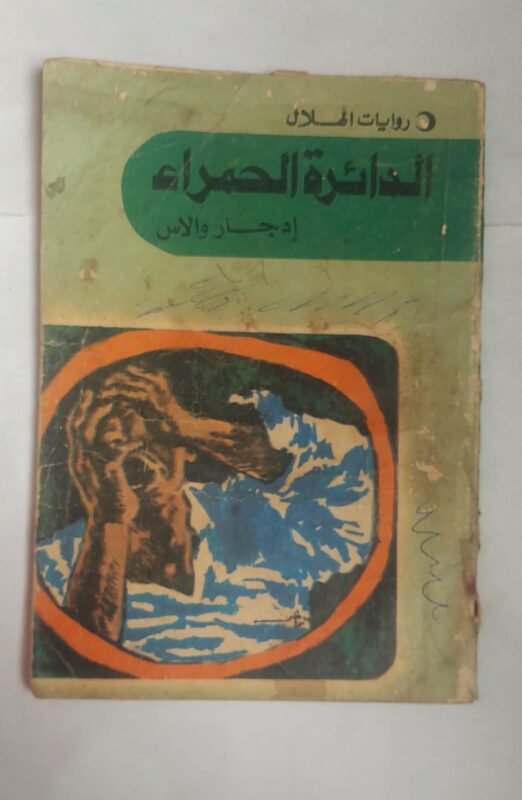 روايات الهلال
الدائرة الحمراء
إدجار والاس